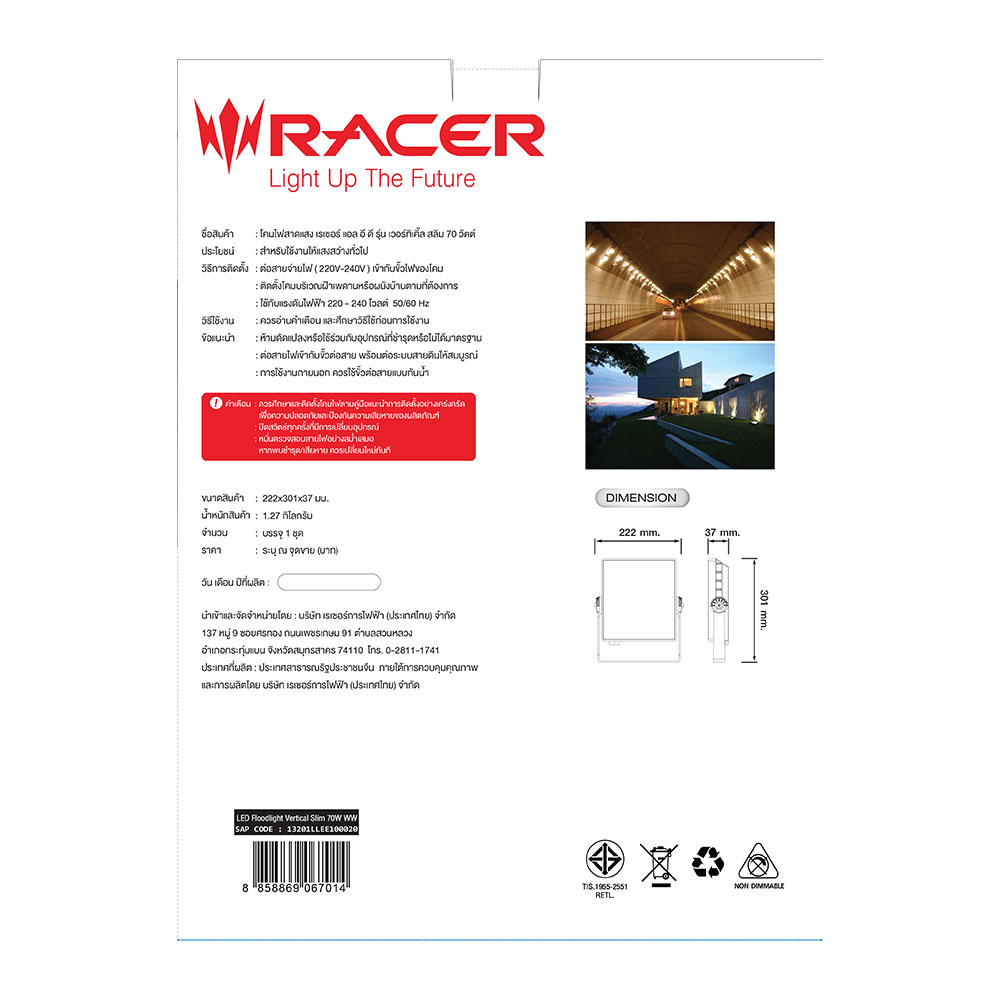 RACER
Light Up The Future
ชื่อสินค้า : โคมไฟสาดแสง เรเซอร์ แอล อี ดี รุ่น เวอร์ทิเคิ้ล สลิม 70 วัตต์
ประโยชน์ : สำหรับใช้งานให้แสงสว่างทั่วไป
วิธีการติดตั้ง : ต่อสายจ่ายไฟ ( 220V-240V ) เข้ากับขั้วไฟของโคม
: ติดตั้งโคมบริเวณฝ้าเพดานหรือผนังบ้านตามที่ต้องการ
: ใช้กับแรงดันไฟฟ้า 220 - 240 โวลต์ 50/60 Hz
วิธีใช้งาน : ควรอ่านคำเตือน และศึกษาวิธีใช้ก่อนการใช้งาน
ข้อแนะนำ : ห้ามดัดแปลงหรือใช้ร่วมกับอุปกรณ์ที่ชำรุดหรือไม่ได้มาตรฐาน
: ต่อสายไฟเข้ากับขั้วต่อสาย พร้อมต่อระบบสายดินให้สมบูรณ์
: การใช้งานภายนอก ควรใช้ขั้วต่อสายแบบกันน้ำ
! คำเตือน : ควรศึกษาและติดตั้งโคมไฟตามคู่มือแนะนำการติดตั้งอย่างเคร่งครัด
เพื่อความปลอดภัยและป้องกันความเสียหายของผลิตภัณฑ์
: ปิดสวิตช์ทุกครั้งที่มีการเปลี่ยนอุปกรณ์
: หมั่นตรวจสอบสายไฟอย่างสม่ำเสมอ
หากพบชำรุด/เสียหาย ควรเปลี่ยนใหม่ทันที
ขนาดสินค้า : 222x301x37 มม.
น้ำหนักสินค้า : 1.27 กิโลกรัม
จำนวน : บรรจุ 1 ชุด
ราคา : ระบุ ณ จุดขาย (บาท)
วัน เดือน ปีที่ผลิต :
นำเข้าและจัดจำหน่ายโดย : บริษัท เรเซอร์การไฟฟ้า (ประเทศไทย) จำกัด
137 หมู่ 9 ซอยศรทอง ถนนเพชรเกษม 91 ตำบลสวนหลวง
อำเภอกระทุ่มแบน จังหวัดสมุทรสาคร 74110 โทร. 0-2811-1741
ประเทศที่ผลิต : ประเทศสาธารณรัฐประชาชนจีน ภายใต้การควบคุมคุณภาพ
และการผลิตโดย บริษัท เรเซอร์การไฟฟ้า (ประเทศไทย) จำกัด
DIMENSION
222 mm.
37 mm.
301 mm.
LED Floodlight Vertical Slim 70W WW
SAP CODE : 13201LLEE100020
8 858869 067014
TIS.1955-2551
RETL.
NON DIMMABLE